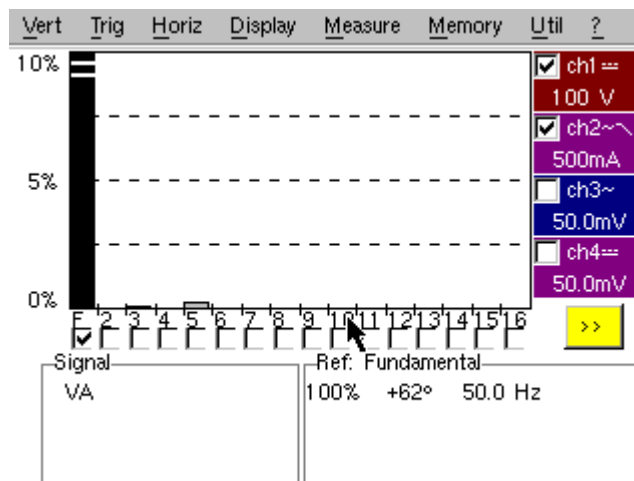 Vert Trig Horiz Display Measure Memory Util ?
10%
5%
0%
ch1
100 V
ch2~
500mA
ch3~
50.0mV
ch4
50.0mV
F 2 3 4 5 6 7 8 9 10 11 12 13 14 15 16
>>
Signal
VA
Ref: Fundamental
100% +62° 50.0 Hz